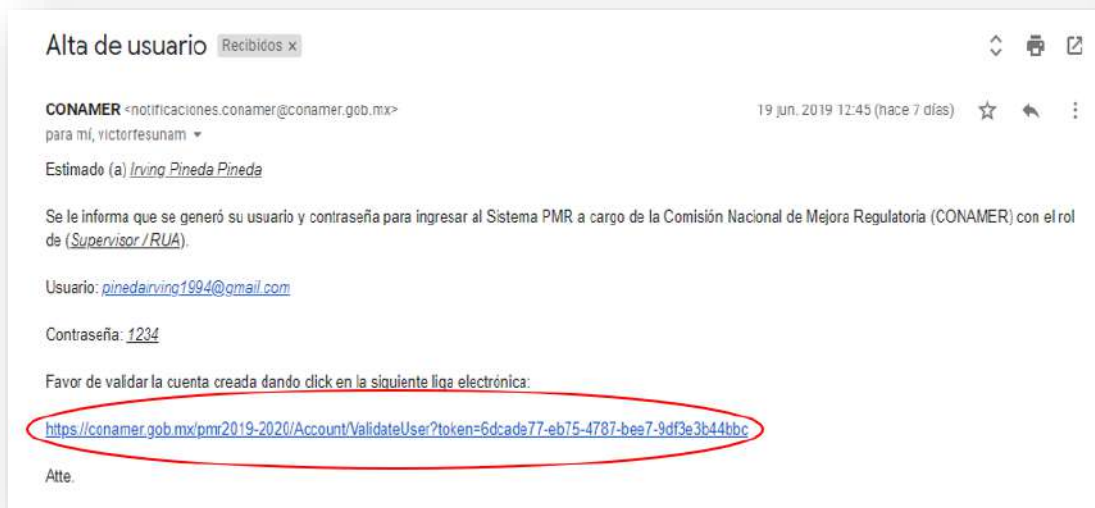 Alta de usuario Recibidos x
CONAMER <notificaciones.conamer@conamer.gob.mx> 19 jun. 2019 12:45 (hace 7 días)
para mí, victorfesunam
Estimado (a) Irving Pineda Pineda
Se le informa que se generó su usuario y contraseña para ingresar al Sistema PMR a cargo de la Comisión Nacional de Mejora Regulatoria (CONAMER) con el rol
de (Supervisor / RUA).
Usuario: pinedairving1994@gmail.com
Contraseña: 1234
Favor de validar la cuenta creada dando click en la siguiente liga electrónica:
https://conamer.gob.mx/pmr2019-2020/Account/ValidateUser?token=6dcade77-eb75-4787-bee7-9df3e3b44bbc
Atte.